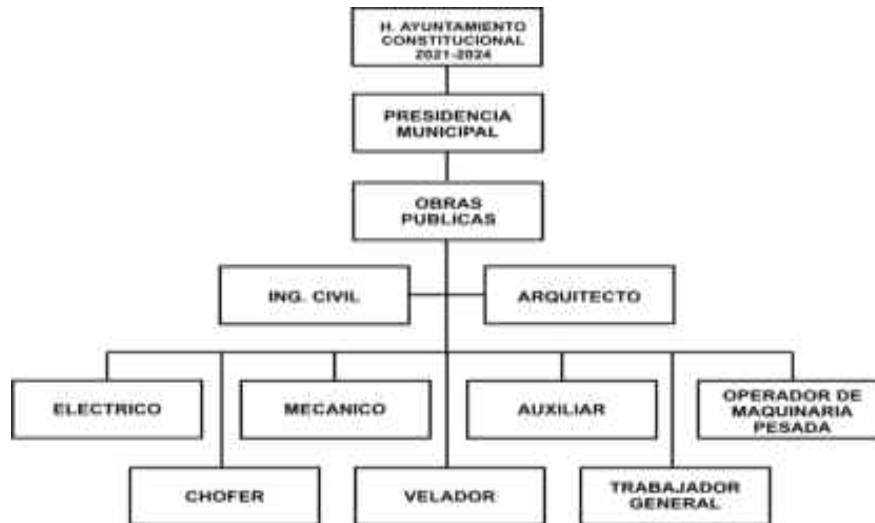 H. AYUNTAMIENTO
CONSTITUCIONAL
2021-2024
PRESIDENCIA
MUNICIPAL
OBRAS
PUBLICAS
ING. CIVIL
ARQUITECTO
ELECTRICO
MECANICO
AUXILIAR
OPERADOR DE
MAQUINARIA
PESADA
CHOFER
VELADOR
TRABAJADOR
GENERAL